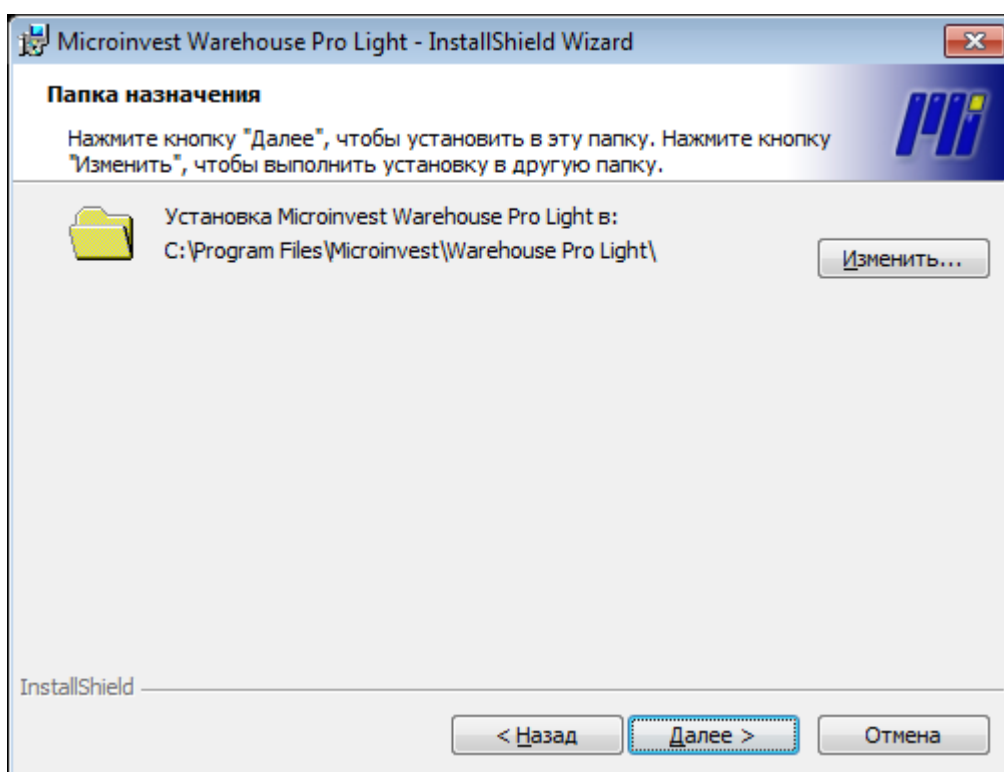 Microinvest Warehouse Pro Light - InstallShield Wizard
Папка назначения
Нажмите кнопку "Далее", чтобы установить в эту папку. Нажмите кнопку
"Изменить", чтобы выполнить установку в другую папку.
Установка Microinvest Warehouse Pro Light в:
C:\Program Files\Microinvest\Warehouse Pro Light\
Изменить...
InstallShield
< Назад
Далее >
Отмена